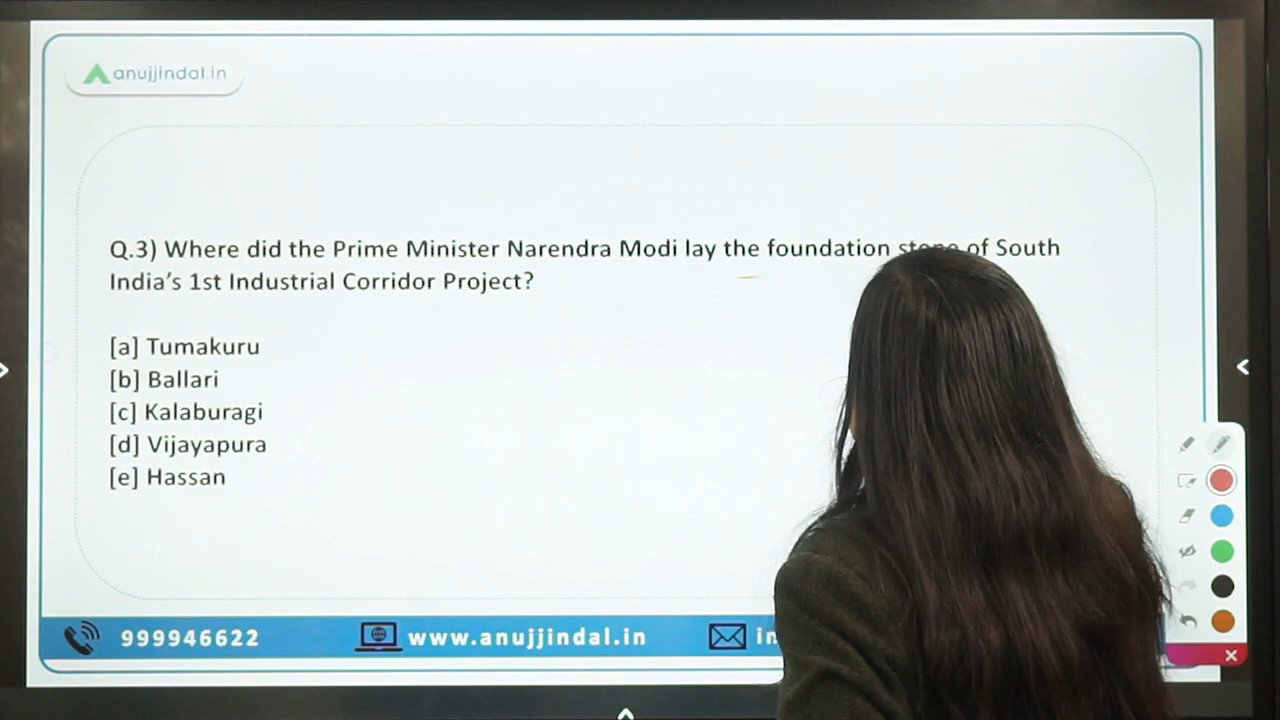 anujjindal.in
Q.3) Where did the Prime Minister Narendra Modi lay the foundation stone of South
India's 1st Industrial Corridor Project?
[a] Tumakuru
[b] Ballari
[c] Kalaburagi
[d] Vijayapura
[e] Hassan
999946622 www.anujjindal.in